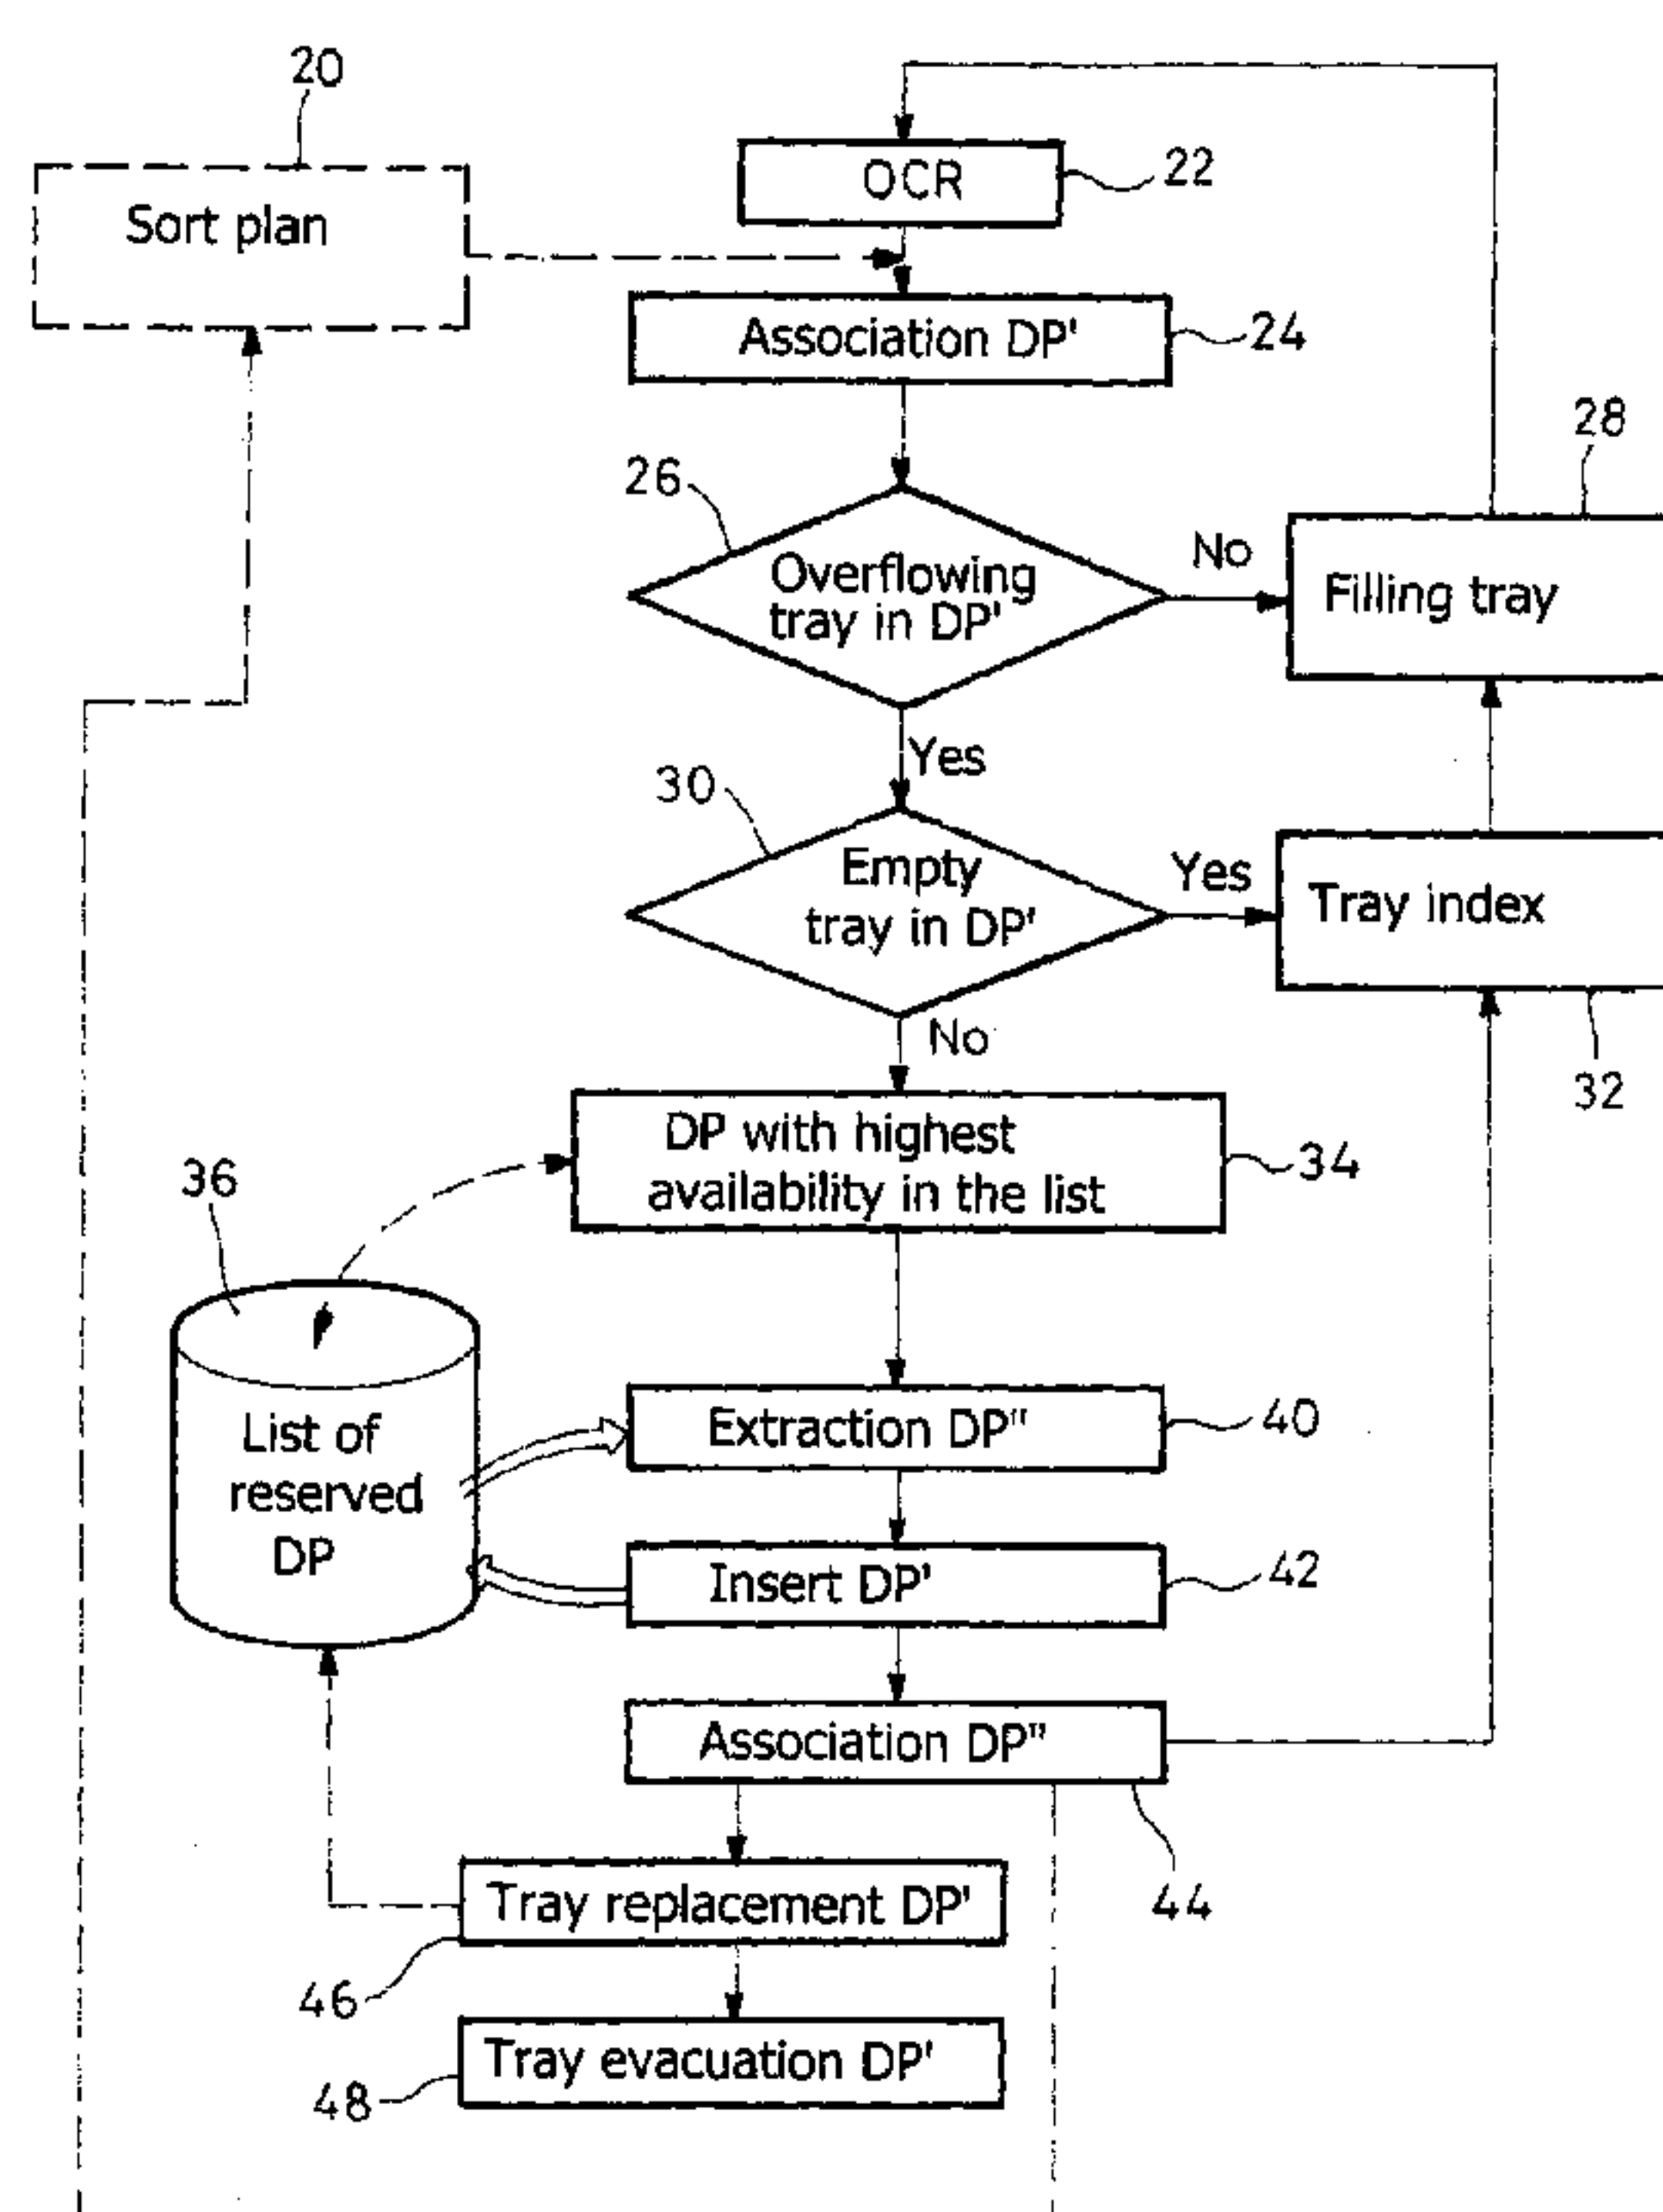 20
Sort plan
OCR
22
Association DP'
24
26
Overflowing
tray in DP'
No
28
Filling tray
Yes
30
Empty
tray in DP'
Yes
Tray index
32
No
DP with highest
availability in the list
34
36
List of
reserved
DP
Extraction DP"
40
Insert DP'
42
Association DP"
44
Tray replacement DP'
46
Tray evacuation DP'
48